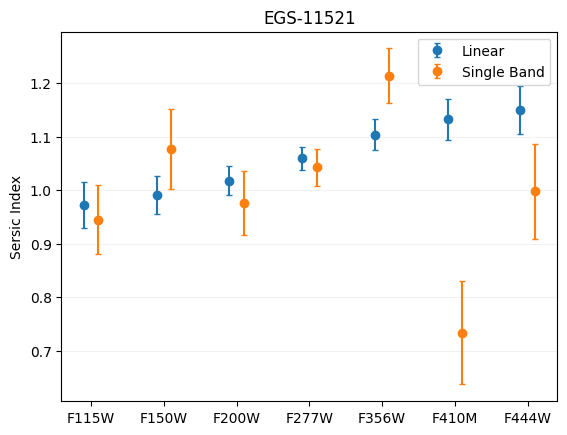 EGS-11521
Linear
Single Band
Sersic Index
1.2
1.1
1.0
0.9
0.8
0.7
F115W F150W F200W F277W F356W F410M F444W